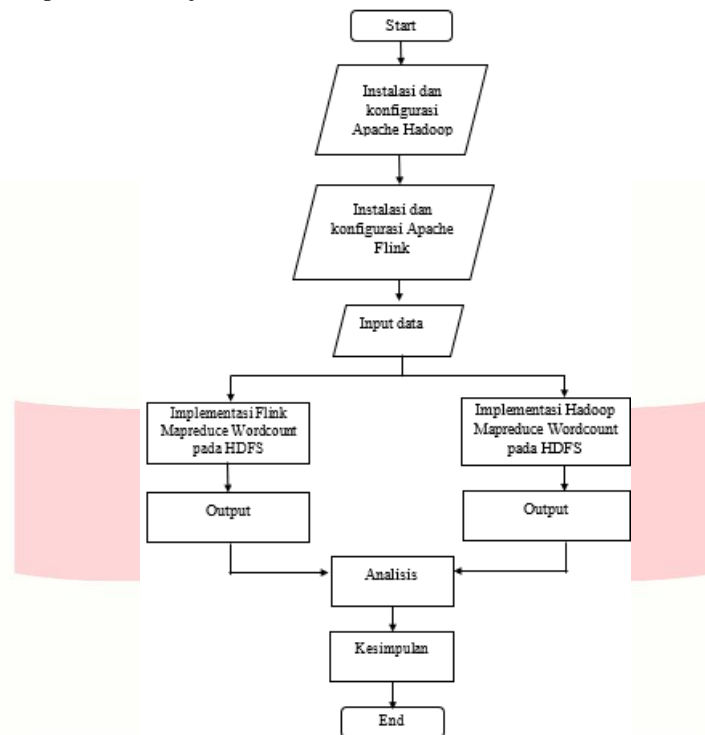 Start
Instalasi dan
konfigurasi
Apache Hadoop
Instalasi dan
konfigurasi Apache
Flink
Input data
Implementasi Flink
Mapreduce Wordcount
pada HDFS
Implementasi Hadoop
Mapreduce Wordcount
pada HDFS
Output
Output
Analisis
Kesimpulan
End